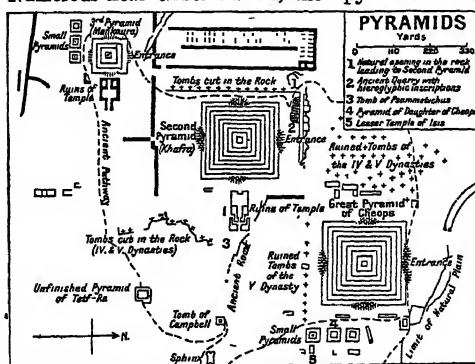 PYRAMIDS
Yards
0 110 220 330
1 Natural opening in the rock
leading to Second Pyramid
2 Ancient Quarry with
hieroglyphic inscriptions
3 Tomb of Psammetichus
4 Pyramid of Daughter of Cheops
5 Lesser Temple of Isis
3rd Pyramid
(Menkaura)
Small
Pyramids
Entrance
Ruins of
Temple
Tombs cut in the Rock
Second
Pyramid
(Khafra)
Entrance
Ancient Pathway
Ruined Tombs of
the IV & V Dynasties
1
Ruins of Temple
Great Pyramid
of Cheops
3
Tombs cut in the Rock
(IV. & V. Dynasties)
Ancient Road
Ruined
Tombs
of the
V
Dynasty
Entrance
Unfinished Pyramid
of Tetf-Ra
Tomb of
Campbell
Small
Pyramids
Limit of Natural Plain
N.
Sphinx